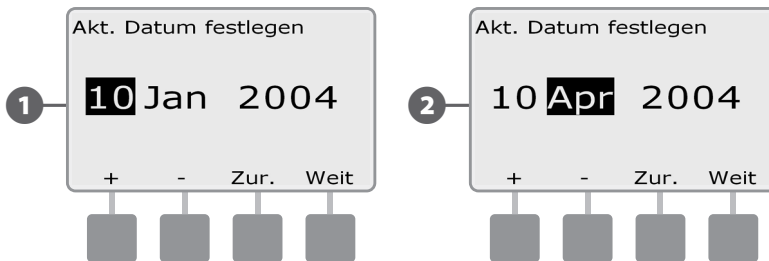 Akt. Datum festlegen
1
10 Jan 2004
+ - Zur. Weit
Akt. Datum festlegen
2
10 Apr 2004
+ - Zur. Weit